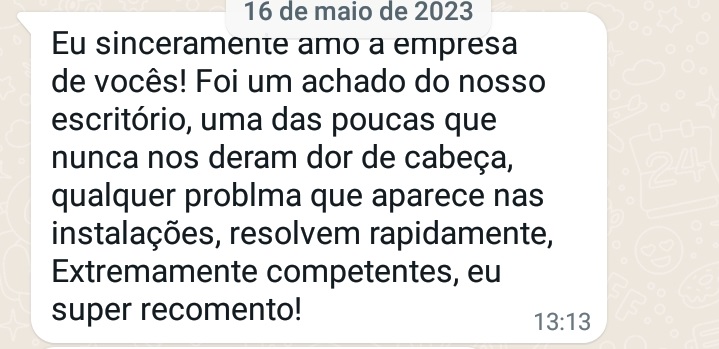 16 de maio de 2023
Eu sinceramente amo a empresa
de vocês! Foi um achado do nosso
escritório, uma das poucas que
nunca nos deram dor de cabeça,
qualquer problma que aparece nas
instalações, resolvem rapidamente,
Extremamente competentes, eu
super recomento!
13:13
24